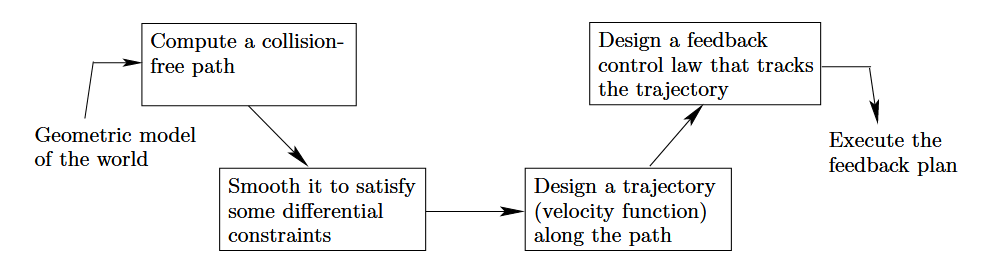 Geometric model
of the world
Compute a collision-
free path
Smooth it to satisfy
some differential
constraints
Design a trajectory
(velocity function)
along the path
Design a feedback
control law that tracks
the trajectory
Execute the
feedback plan